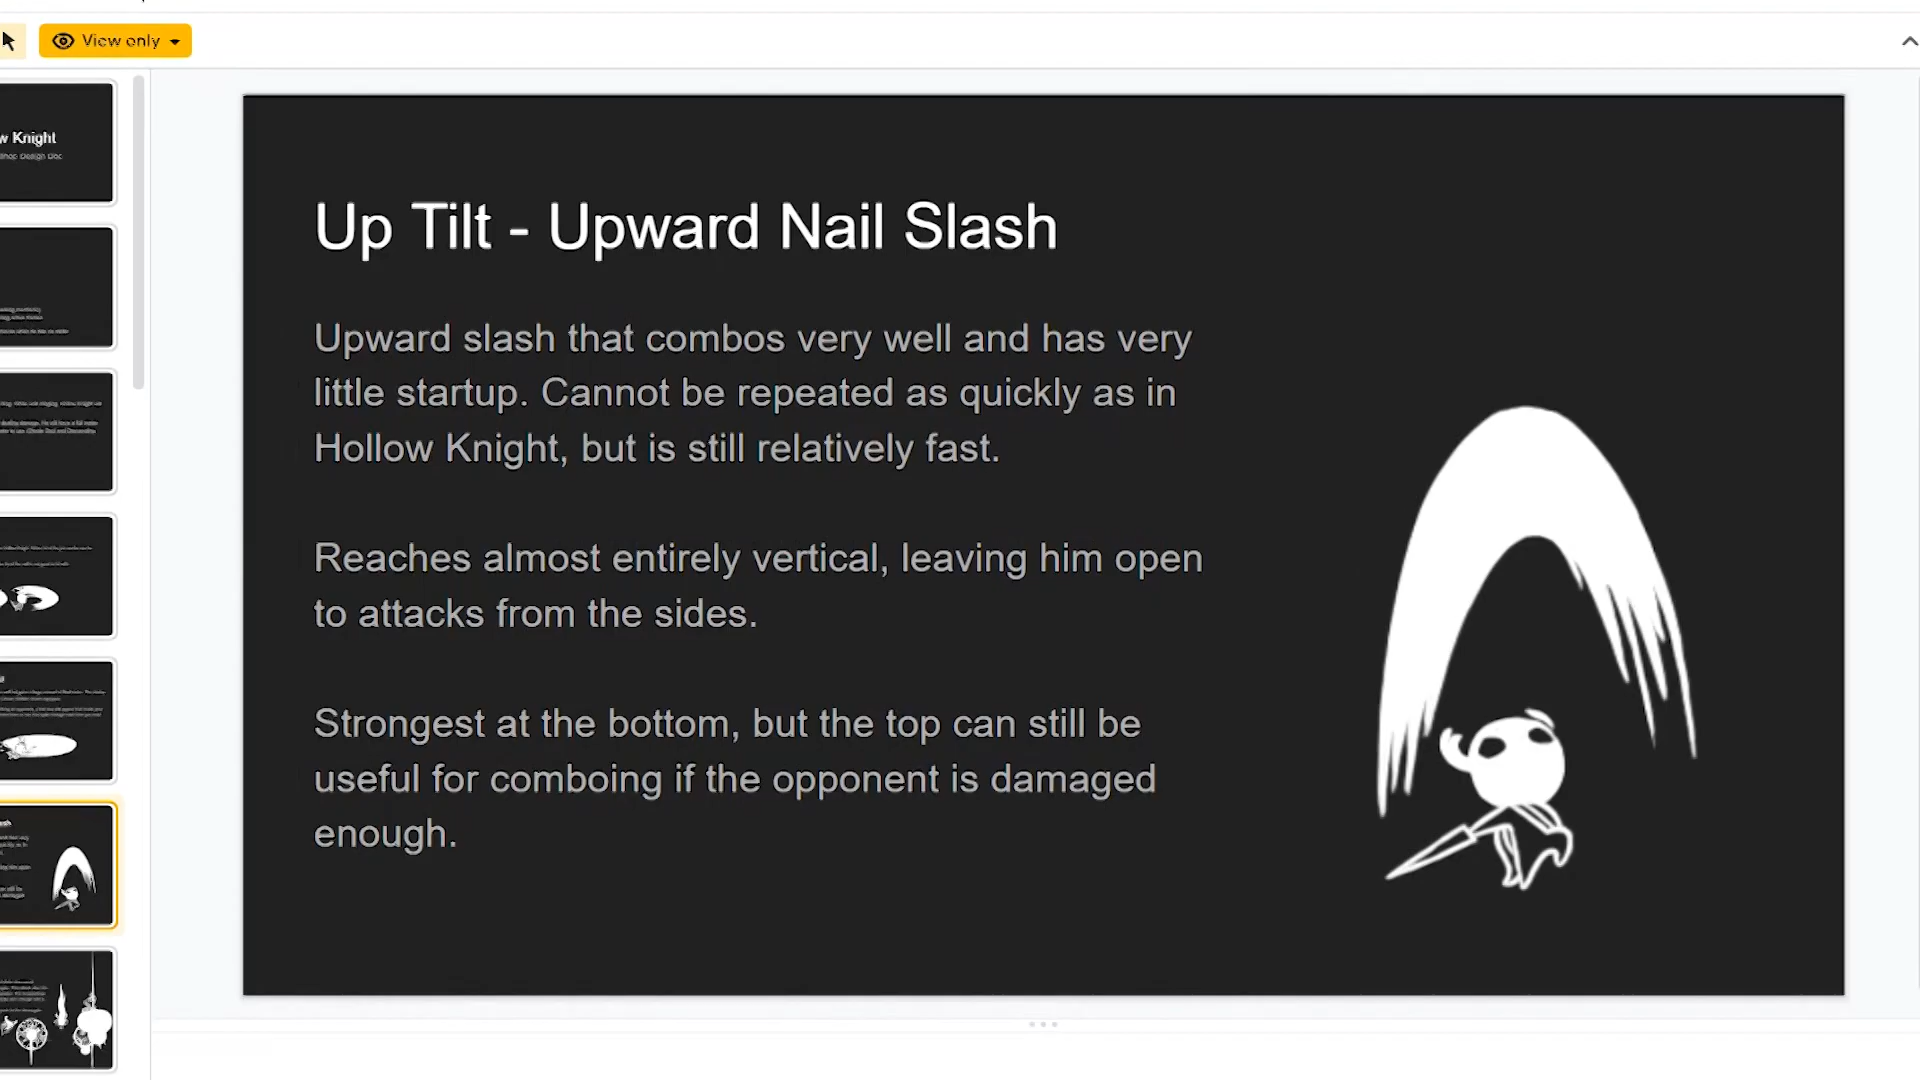 View only
w Knight
shop Design Doc
Up Tilt - Upward Nail Slash
Upward slash that combos very well and has very
little startup. Cannot be repeated as quickly as in
Hollow Knight, but is still relatively fast.
Reaches almost entirely vertical, leaving him open
to attacks from the sides.
Strongest at the bottom, but the top can still be
useful for comboing if the opponent is damaged
enough.